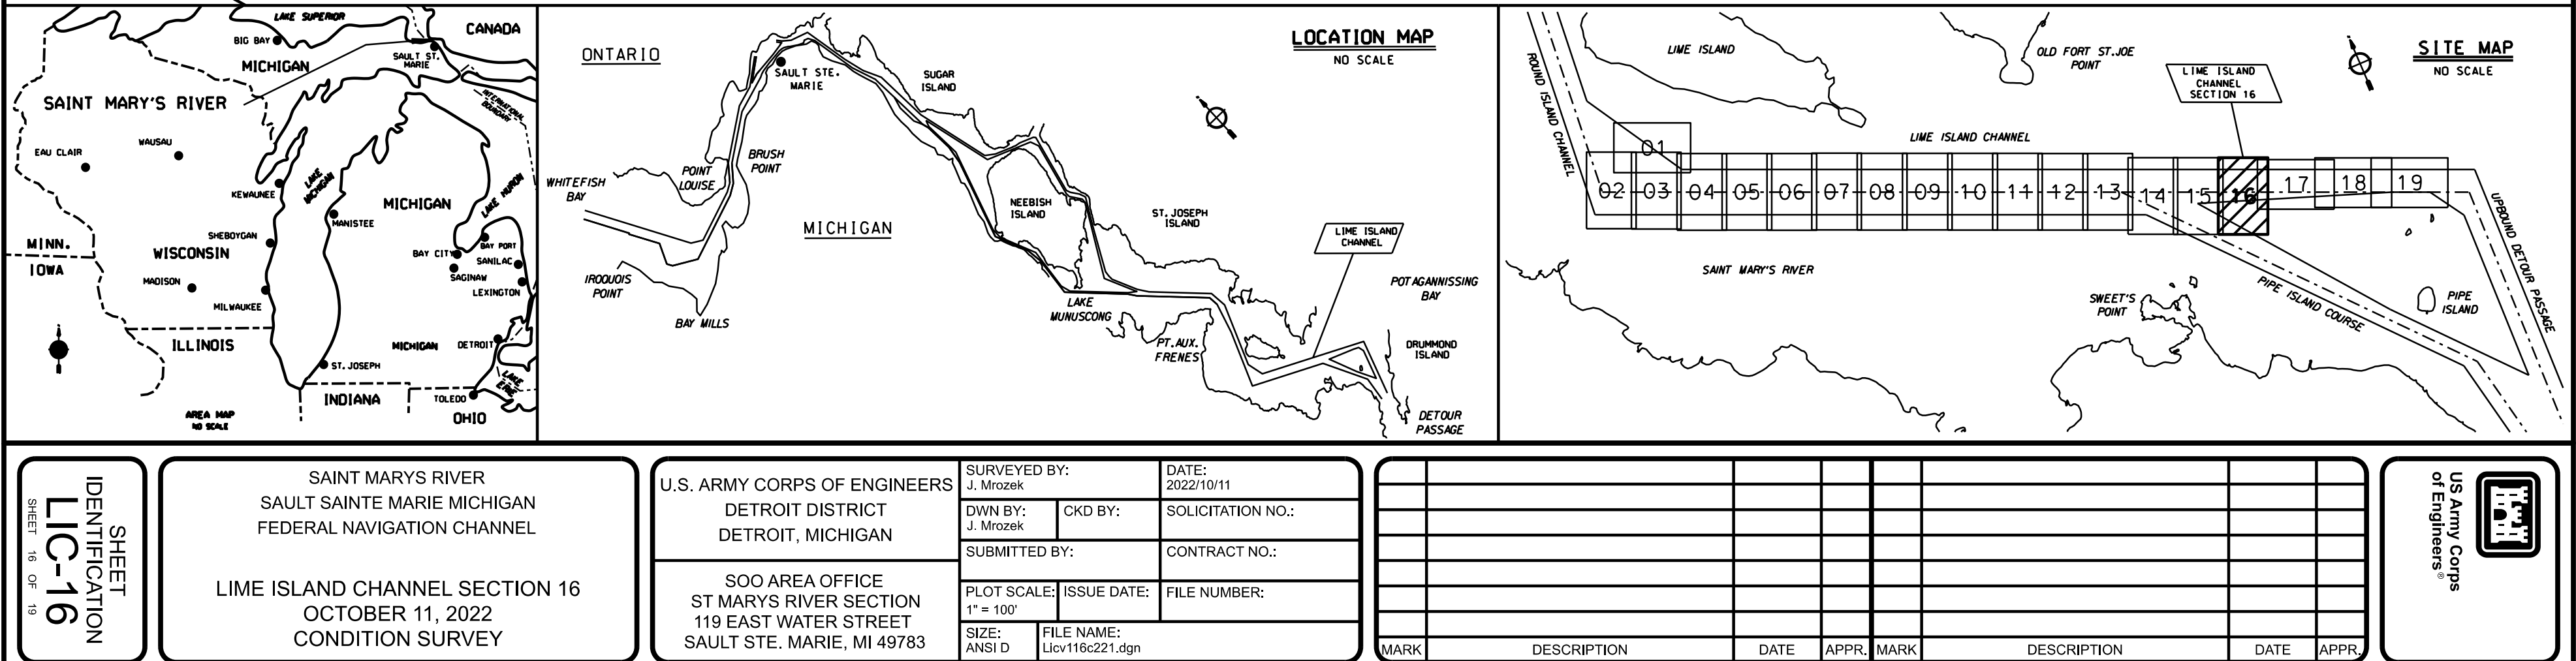 LAKE SUPERIOR
BIG BAY
CANADA
MICHIGAN
SAULT ST.
MARIE
SAINT MARY'S RIVER
INTERNATIONAL
BOUNDARY
WAUSAU
EAU CLAIR
KEWAUNEE
LAKE
MICHIGAN
LAKE HURON
MICHIGAN
MANISTEE
SHEBOYGAN
MINN.
WISCONSIN
BAY PORT
BAY CITY
SANILAC
IOWA
SAGINAW
MADISON
LEXINGTON
MILWAUKEE
ILLINOIS
MICHIGAN
DETROIT
ST. JOSEPH
LAKE
ERIE
INDIANA
TOLEDO
OHIO
AREA MAP
NO SCALE
ONTARIO
LOCATION MAP
NO SCALE
SAULT STE.
MARIE
SUGAR
ISLAND
BRUSH
POINT
POINT
LOUISE
WHITEFISH
BAY
NEEBISH
ISLAND
MICHIGAN
ST. JOSEPH
ISLAND
LIME ISLAND
CHANNEL
IROQUOIS
POINT
POTAGANNISSING
BAY
BAY MILLS
LAKE
MUNUSCONG
PT. AUX.
FRENES
DRUMMOND
ISLAND
DETOUR
PASSAGE
LIME ISLAND
OLD FORT ST.JOE
POINT
SITE MAP
NO SCALE
LIME ISLAND
CHANNEL
SECTION 16
ROUND ISLAND CHANNEL
LIME ISLAND CHANNEL
01
02 03 04 05 06 07 08 09 10 11 12 13 14 15 16 17 18 19
UPBOUND DETOUR PASSAGE
SAINT MARY'S RIVER
SWEET'S
POINT
PIPE ISLAND COURSE
PIPE
ISLAND
SHEET
IDENTIFICATION
LIC-16
SHEET 16 OF 19
SAINT MARYS RIVER
SAULT SAINTE MARIE MICHIGAN
FEDERAL NAVIGATION CHANNEL
LIME ISLAND CHANNEL SECTION 16
OCTOBER 11, 2022
CONDITION SURVEY
U.S. ARMY CORPS OF ENGINEERS
DETROIT DISTRICT
DETROIT, MICHIGAN
SOO AREA OFFICE
ST MARYS RIVER SECTION
119 EAST WATER STREET
SAULT STE. MARIE, MI 49783
SURVEYED BY:
J. Mrozek
DATE:
2022/10/11
DWN BY:
J. Mrozek
CKD BY:
SOLICITATION NO.:
SUBMITTED BY:
CONTRACT NO.:
PLOT SCALE:
1" = 100'
ISSUE DATE:
FILE NUMBER:
SIZE:
ANSI D
FILE NAME:
Licv116c221.dgn
MARK DESCRIPTION DATE APPR. MARK DESCRIPTION DATE APPR.
US Army Corps
of Engineers®